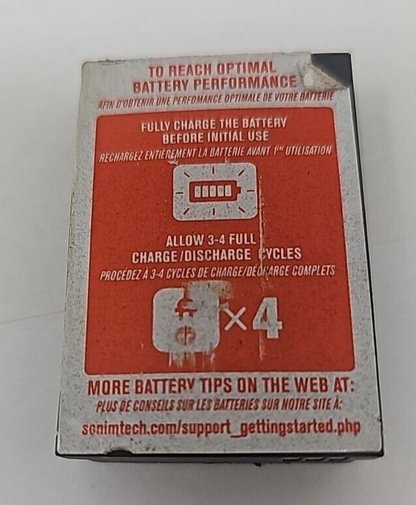 TO REACH OPTIMAL
BATTERY PERFORMANCE
AFIN D'OBTENIR UNE PERFOMANCE OPTIMALE DE VOTRE BATTERIE
FULLY CHARGE THE BATTERY
BEFORE INITIAL USE
RECHARGEZ ENTIÈREMENT LA BATTERIE AVANT 1ÈRE UTILISATION
ALLOW 3-4 FULL
CHARGE/DISCHARGE CYCLES
PROCÉDEZ À 3-4 CYCLES DE CHARGE/DÉCHARGE COMPLETS
×4
MORE BATTERY TIPS ON THE WEB AT:
PLUS DE CONSEILS SUR LES BATTERIES SUR NOTRE SITE À:
sonimtech.com/support_gettingstarted.php